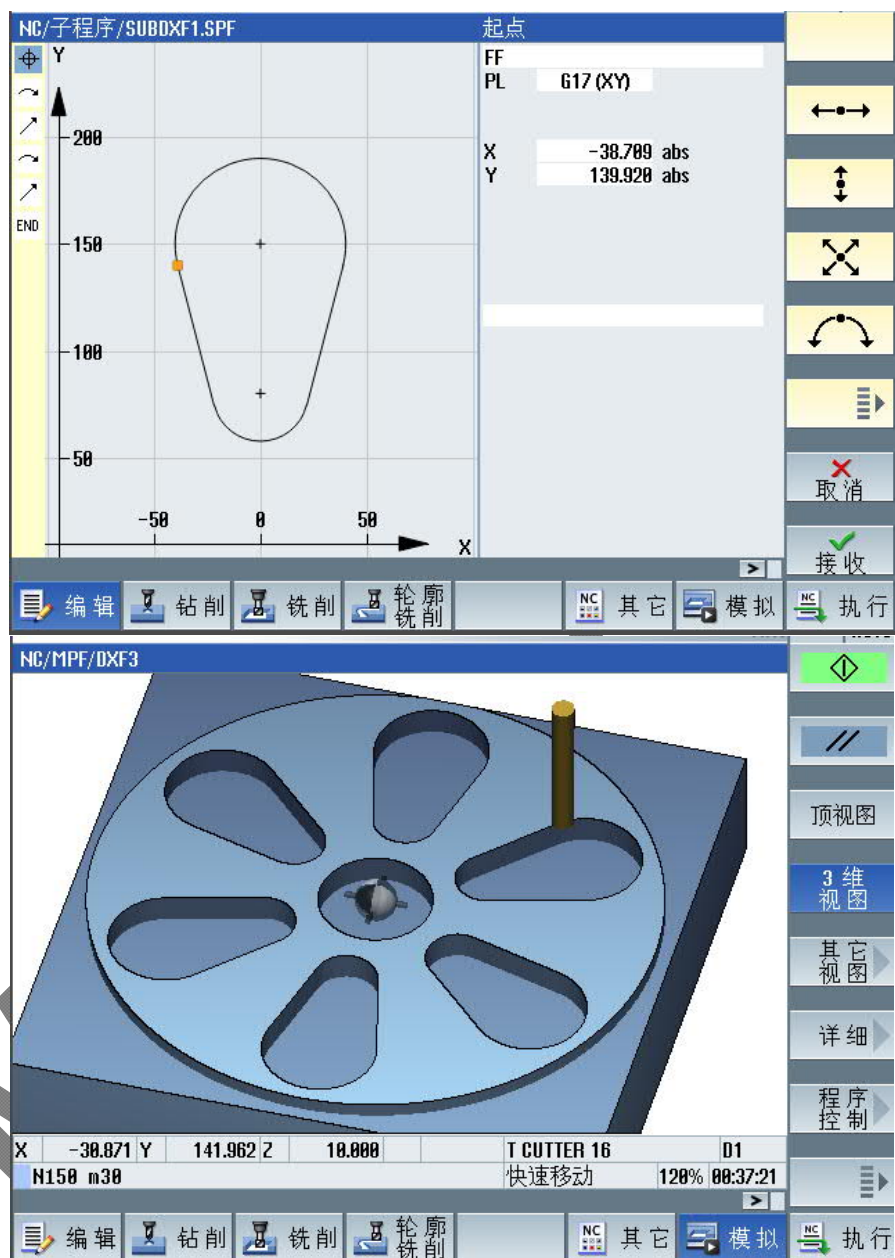 NC/子程序/SUBDXF1.SPF
起点
FF
PL G17 (XY)
X -38.709 abs
Y 139.920 abs
Y
200
150
100
50
-50 0 50
X
END
取消
接收
编辑 钻削 铣削 轮廓铣削 NC 其它 模拟 NC 执行
NC/MPF/DXF3
顶视图
3维
视图
其它
视图
详细
程序
控制
X -30.871 Y 141.962 Z 10.000 T CUTTER 16 D1
N150 m30 快速移动 120% 00:37:21
编辑 钻削 铣削 轮廓铣削 NC 其它 模拟 NC 执行